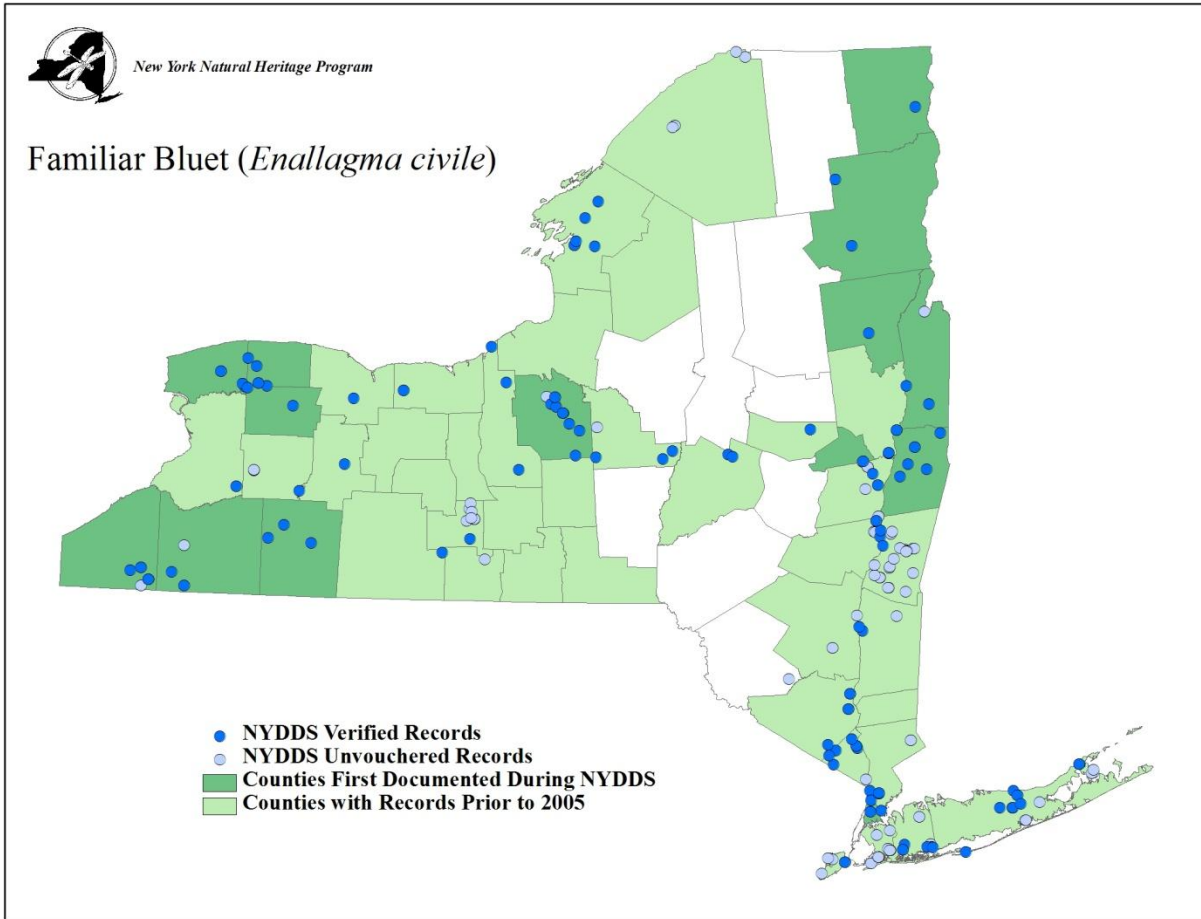 New York Natural Heritage Program
Familiar Bluet (Enallagma civile)
NYDDS Verified Records
NYDDS Unvouchered Records
Counties First Documented During NYDDS
Counties with Records Prior to 2005